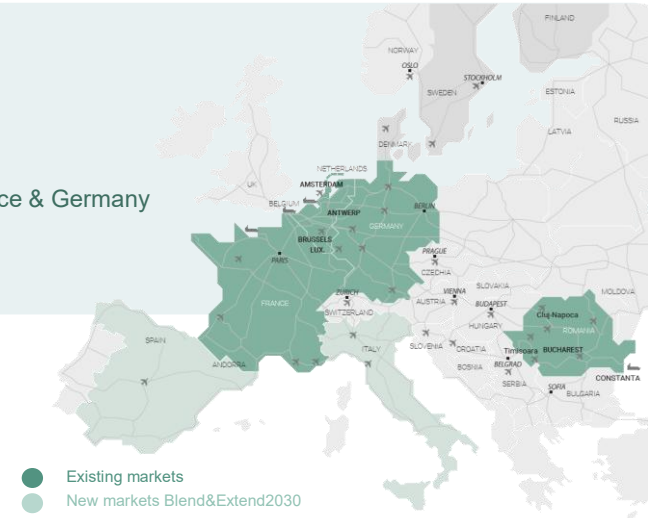 FINLAND
NORWAY
OSLO
STOCKHOLM
SWEDEN
ESTONIA
RUSSIA
LATVIA
DENMARK
NETHERLANDS
UK
AMSTERDAM
BELGIUM
ce & Germany
ANTWERP
BERLIN
GERMANY
BRUSSELS
LUX.
PARIS
PRAGUE
CZECHIA
SLOVAKIA
VIENNA
MOLDOVA
ZURICH
AUSTRIA
BUDAPEST
FRANCE
SWITZERLAND
HUNGARY
Cluj-Napoca
ROMANIA
SPAIN
ITALY
SLOVENIA
CROATIA
Timisoara
BUCHAREST
ANDORRA
BOSNIA
BELGRAD
SERBIA
CONSTANTA
SOFIA
BULGARIA
Existing markets
New markets Blend&Extend2030